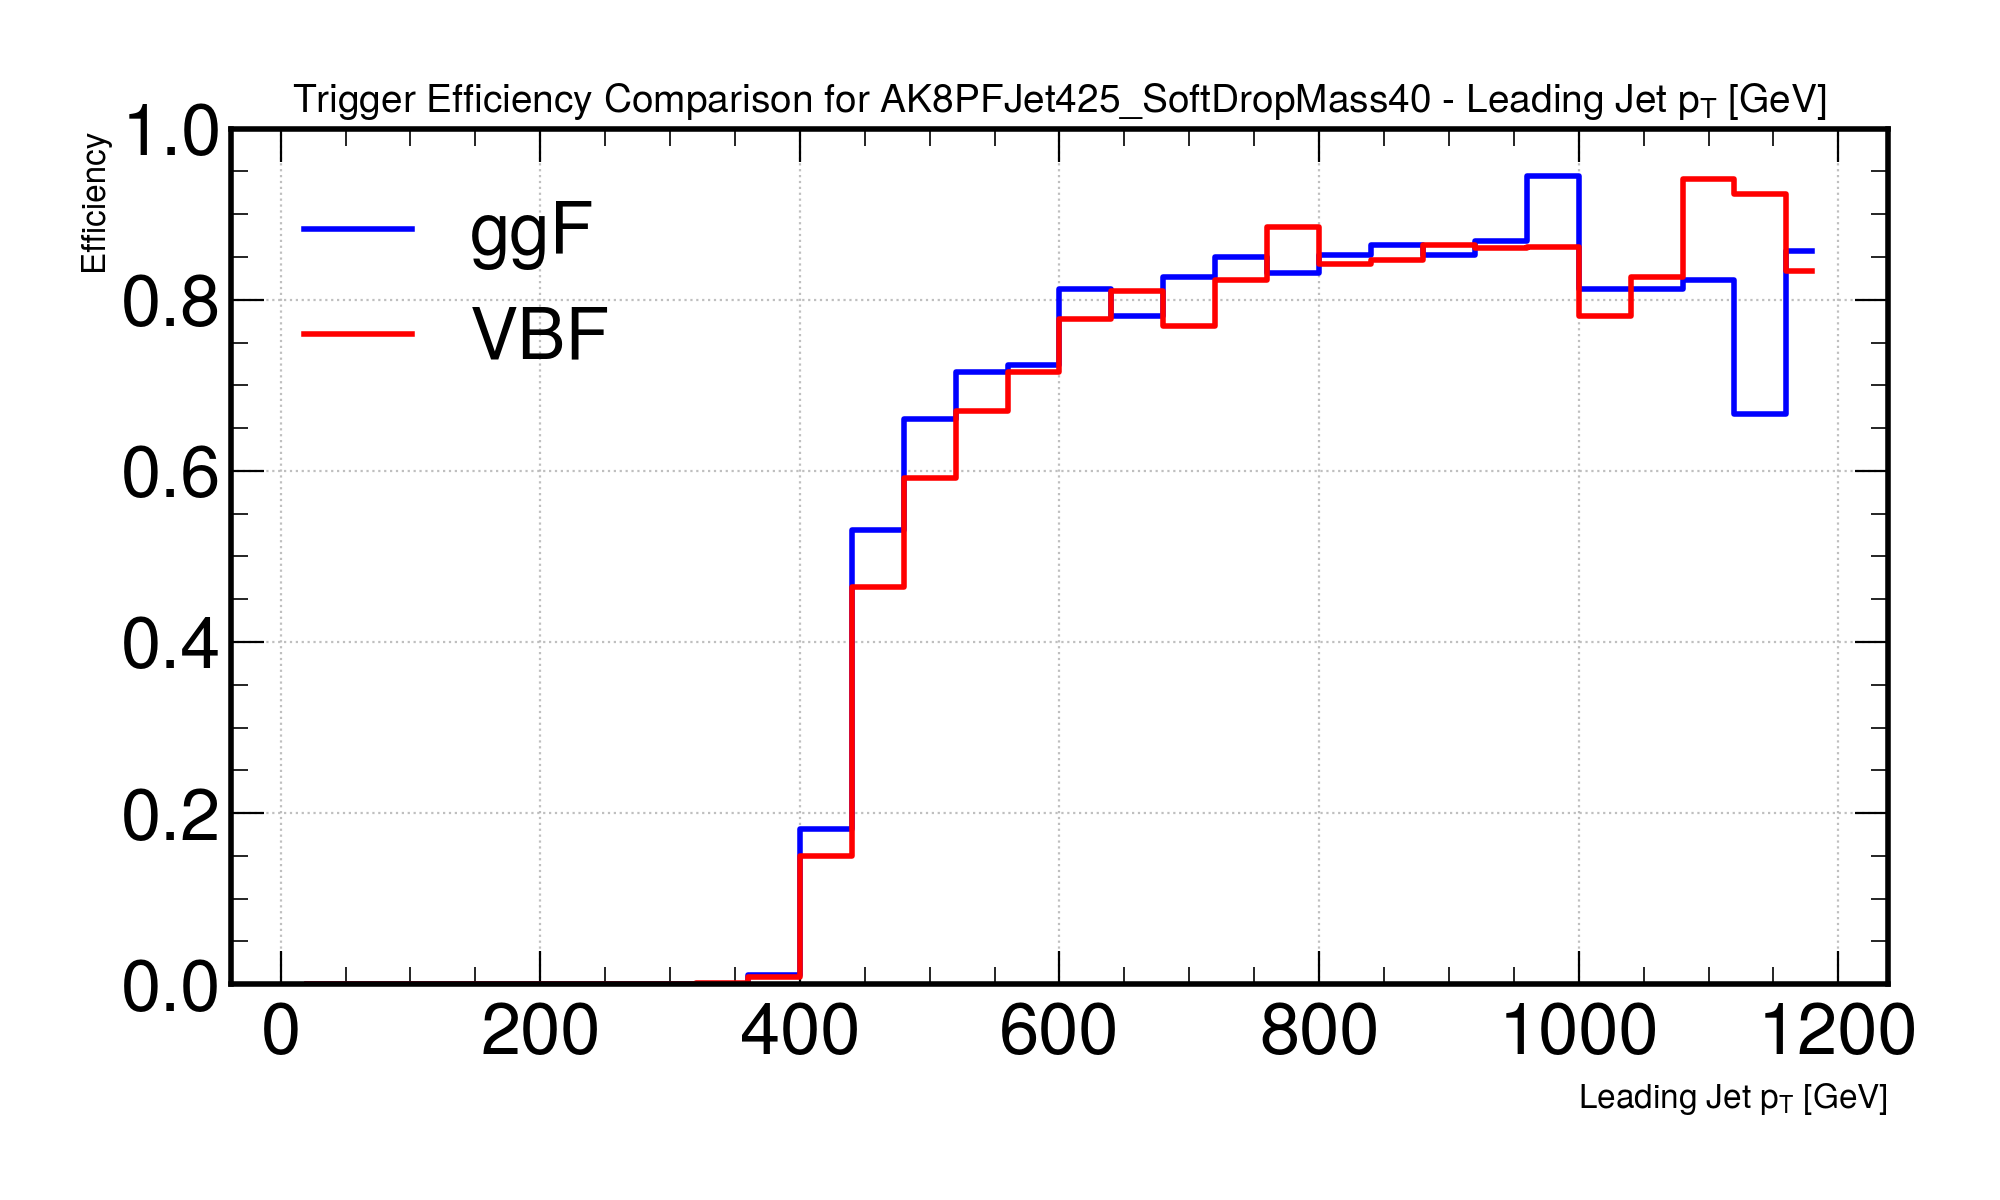 Trigger Efficiency Comparison for AK8PFJet425_SoftDropMass40 - Leading Jet pT [GeV]
Efficiency
1.0
0.8
0.6
0.4
0.2
0.0
ggF
VBF
0 200 400 600 800 1000 1200
Leading Jet pT [GeV]